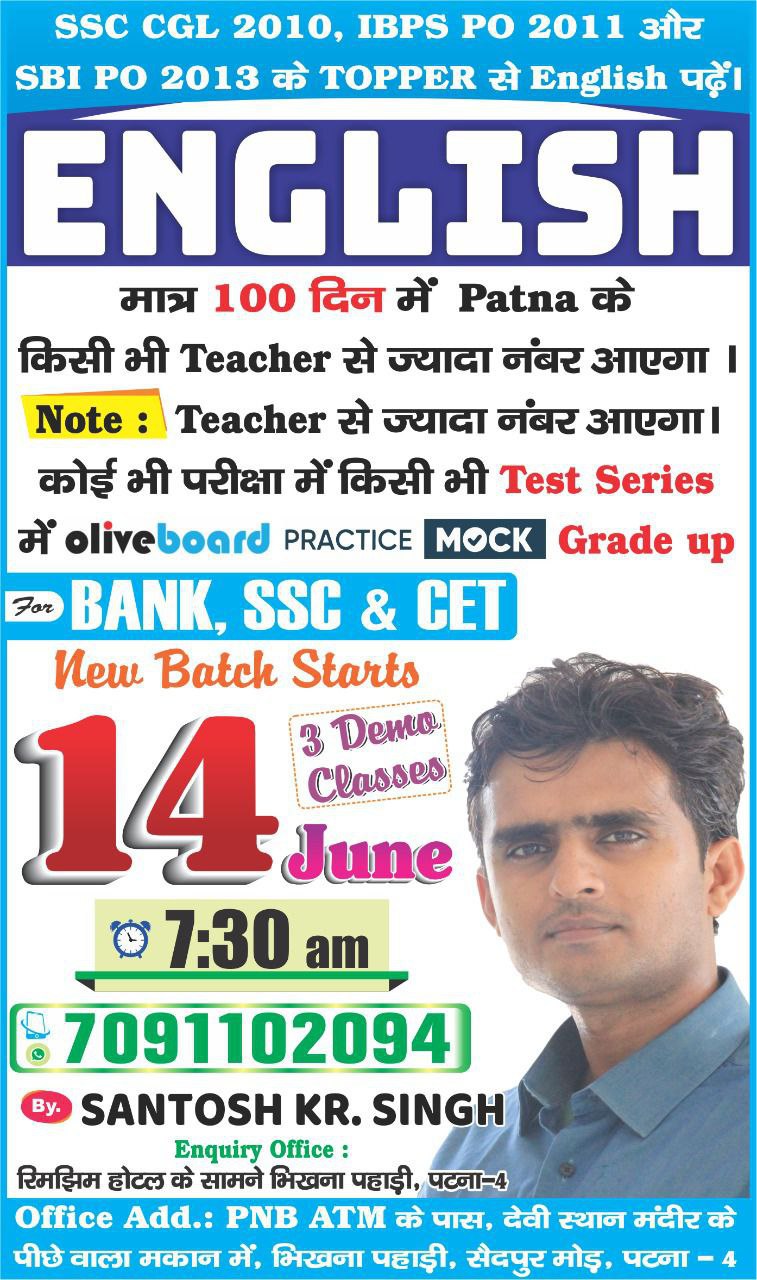 SSC CGL 2010, IBPS PO 2011 और
SBI PO 2013 के TOPPER से English पढ़ें।
ENGLISH
मात्र 100 दिन में Patna के
किसी भी Teacher से ज्यादा नंबर आएगा ।
Note : Teacher से ज्यादा नंबर आएगा।
कोई भी परीक्षा में किसी भी Test Series
में oliveboard PRACTICE MOCK Grade up
For BANK, SSC & CET
New Batch Starts
3 Demo
Classes
14 June
7:30 am
7091102094
By. SANTOSH KR. SINGH
Enquiry Office :
रिमझिम होटल के सामने भिखना पहाड़ी, पटना-4
Office Add.: PNB ATM के पास, देवी स्थान मंदिर के
पीछे वाला मकान में, भिखना पहाड़ी, सैदपुर मोड़, पटना - 4